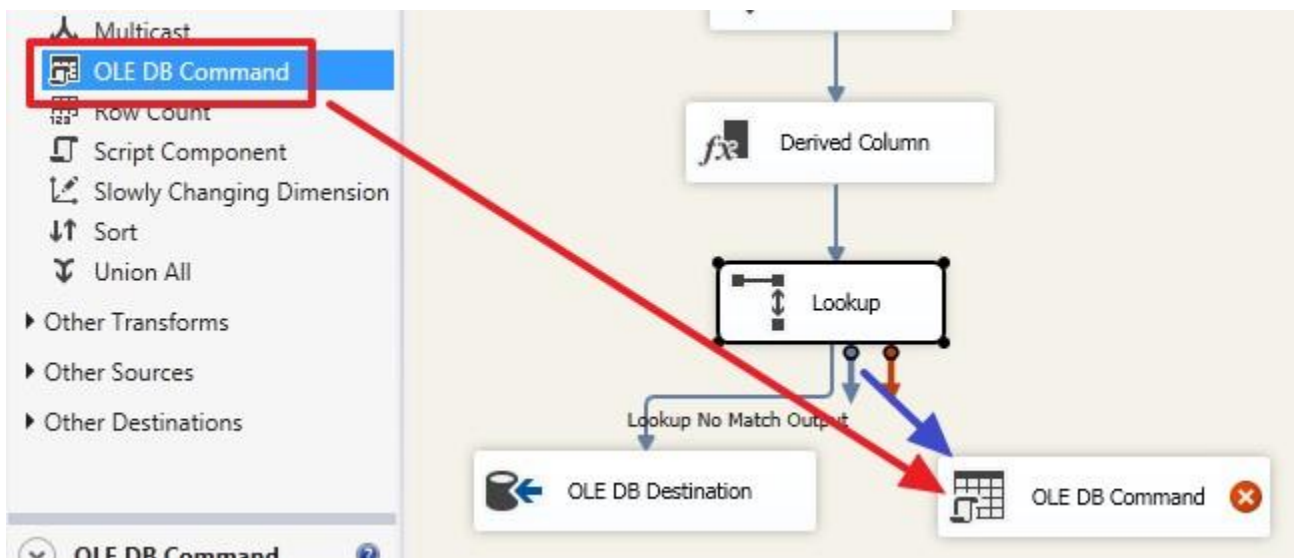 Multicast
OLE DB Command
Row Count
Script Component
Slowly Changing Dimension
Sort
Union All
Other Transforms
Other Sources
Other Destinations
OLE DB Command
Derived Column
Lookup
Lookup No Match Output
OLE DB Destination
OLE DB Command